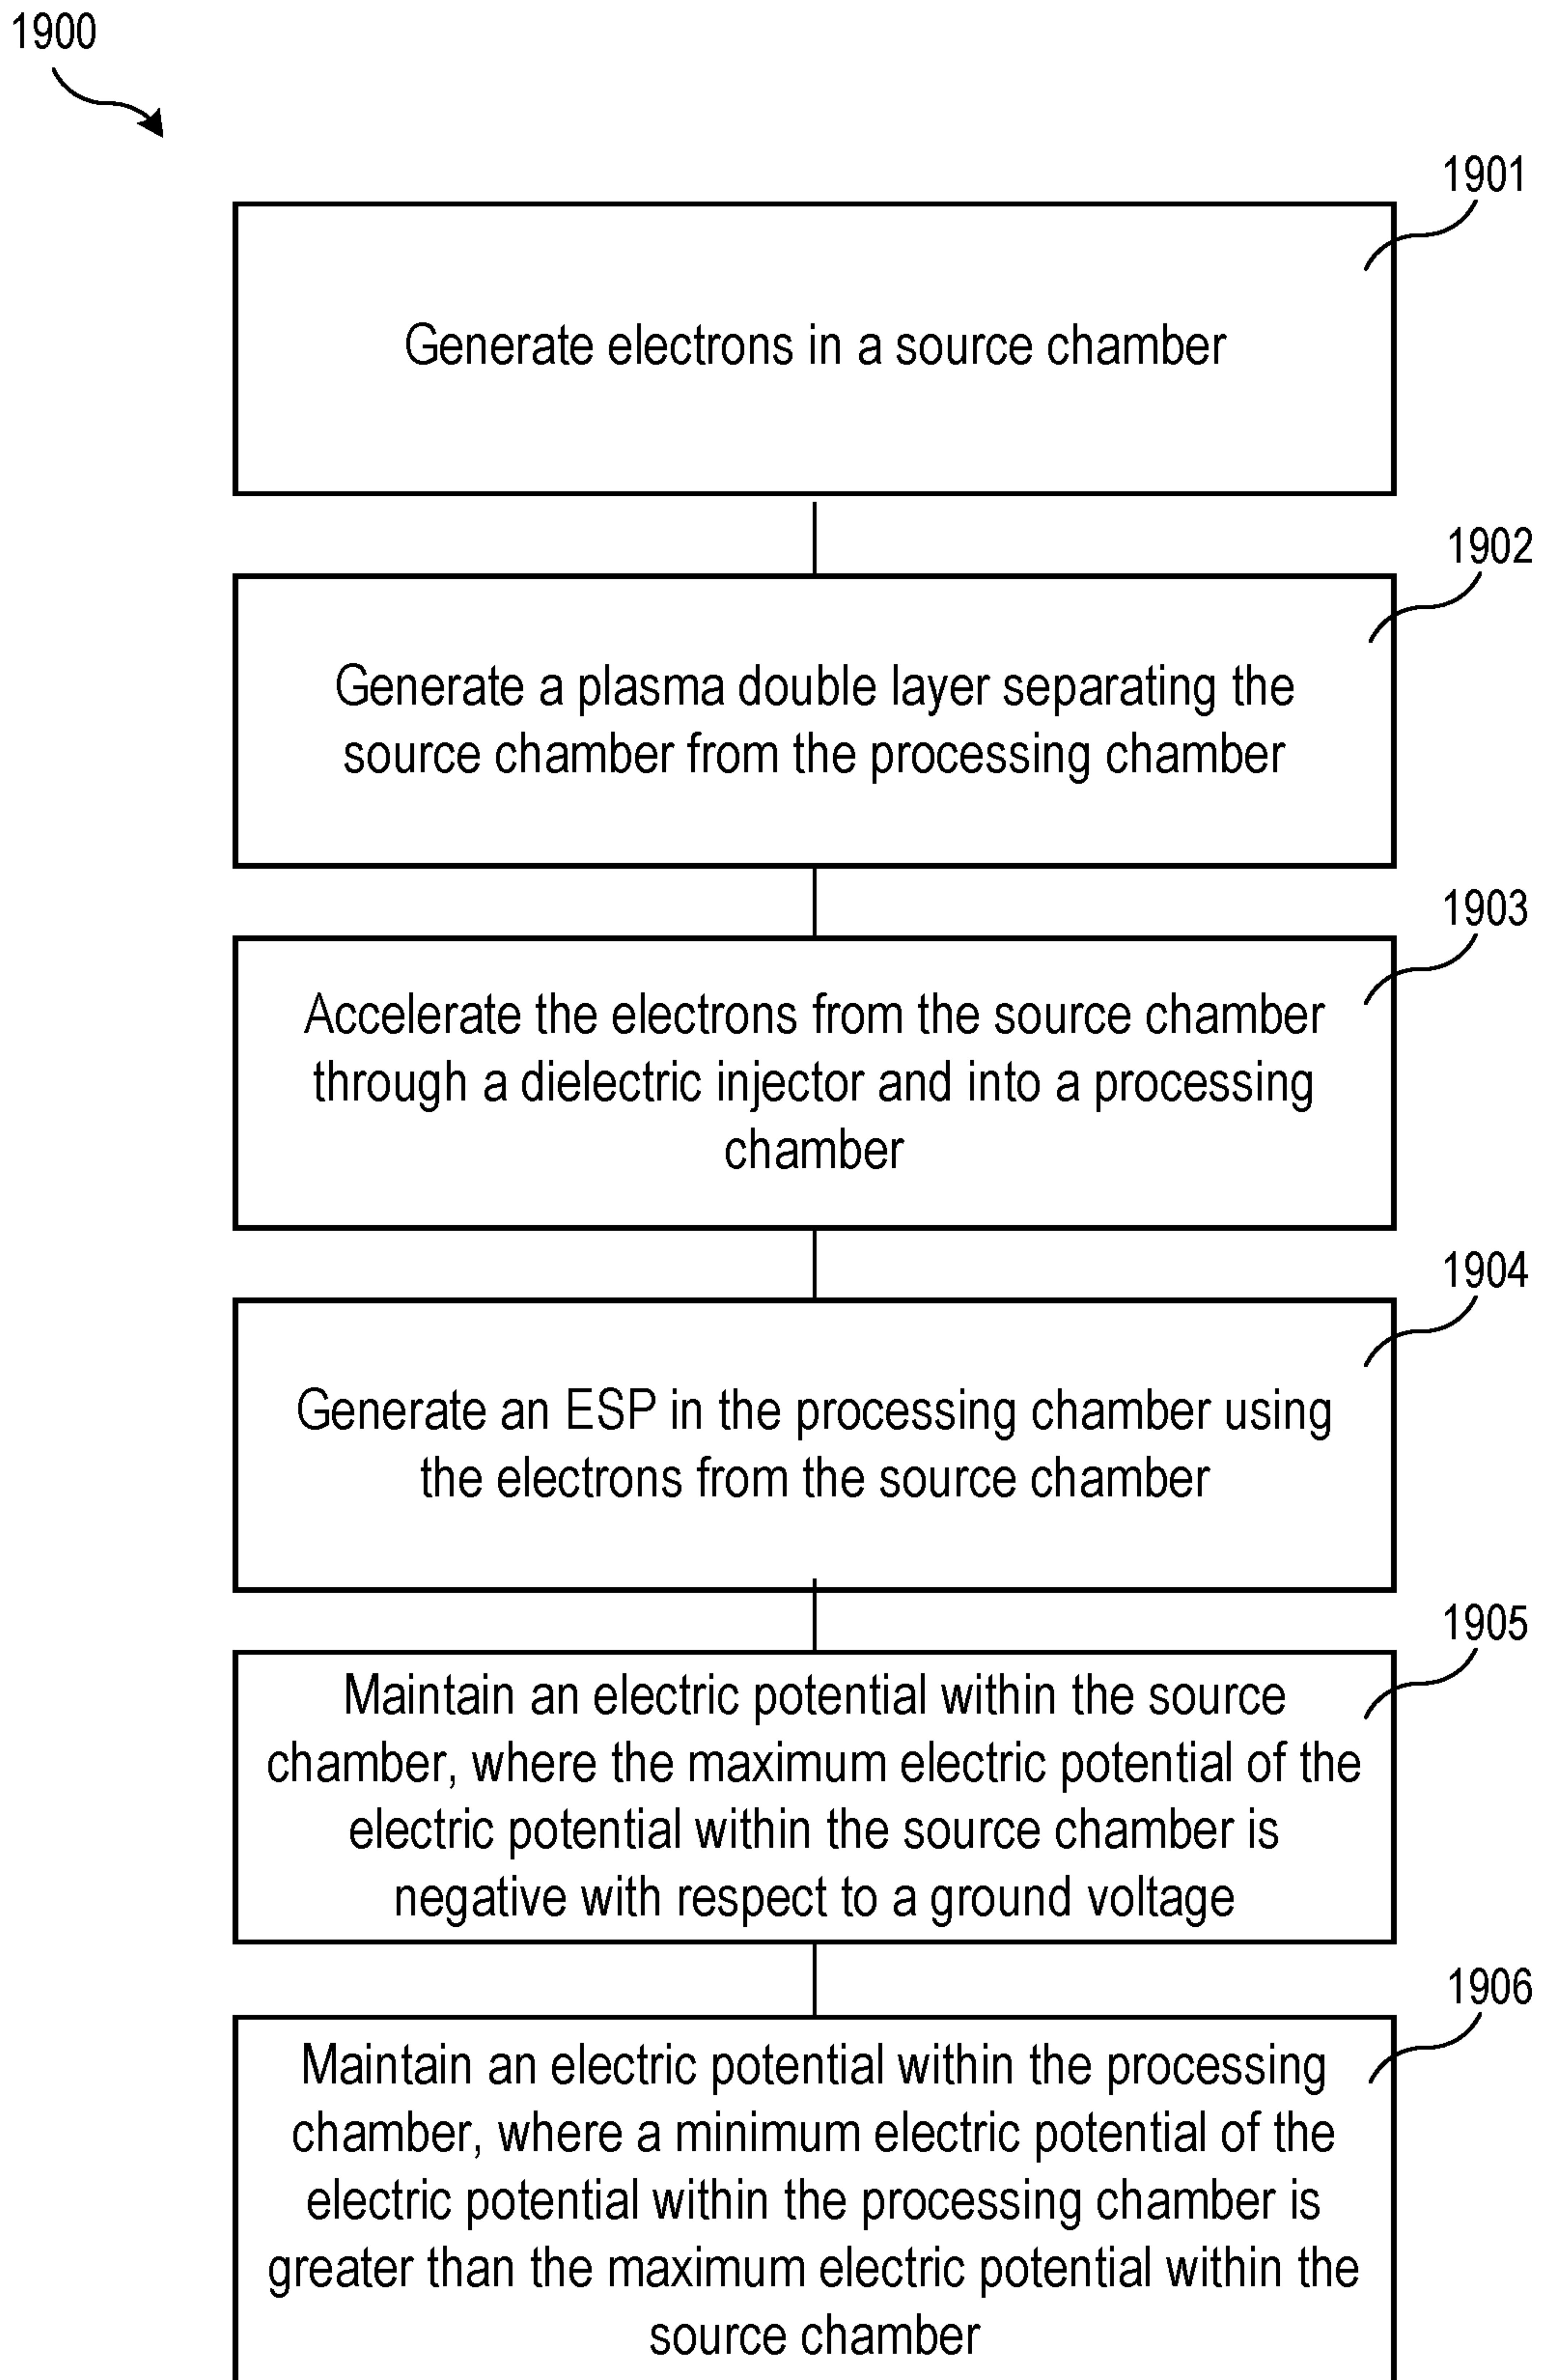 1900
1901
Generate electrons in a source chamber
1902
Generate a plasma double layer separating the
source chamber from the processing chamber
1903
Accelerate the electrons from the source chamber
through a dielectric injector and into a processing
chamber
1904
Generate an ESP in the processing chamber using
the electrons from the source chamber
1905
Maintain an electric potential within the source
chamber, where the maximum electric potential of the
electric potential within the source chamber is
negative with respect to a ground voltage
1906
Maintain an electric potential within the processing
chamber, where a minimum electric potential of the
electric potential within the processing chamber is
greater than the maximum electric potential within the
source chamber